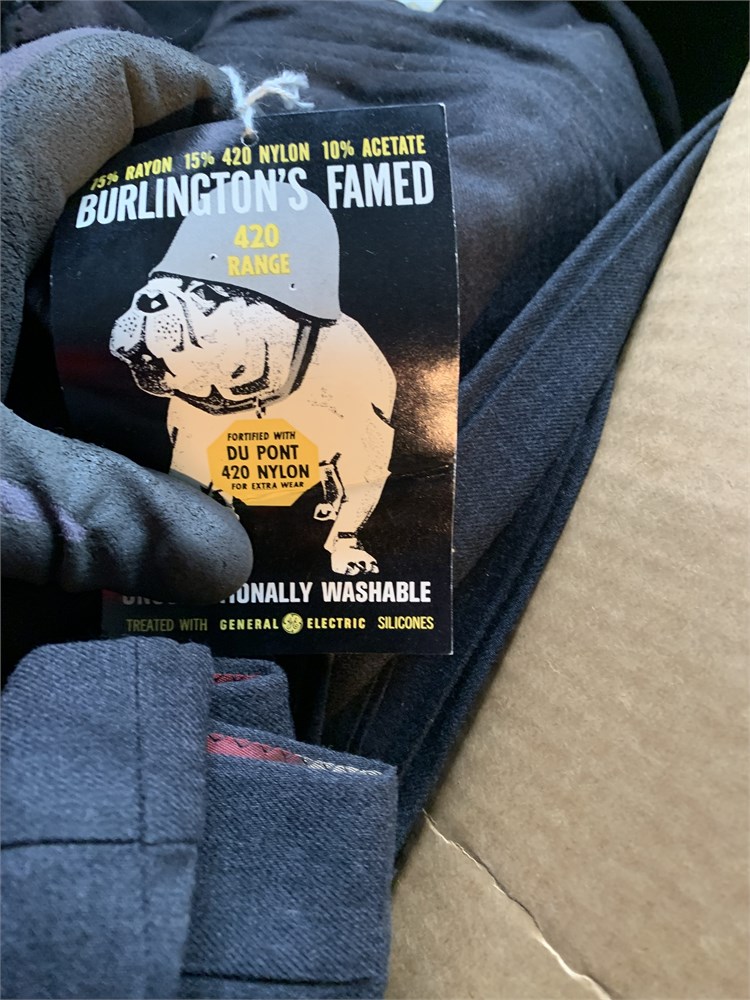 75% RAYON 15% 420 NYLON 10% ACETATE
BURLINGTON'S FAMED
420
RANGE
FORTIFIED WITH
DU PONT
420 NYLON
FOR EXTRA WEAR
WASHABLE
TREATED WITH GENERAL GE ELECTRIC SILICONES